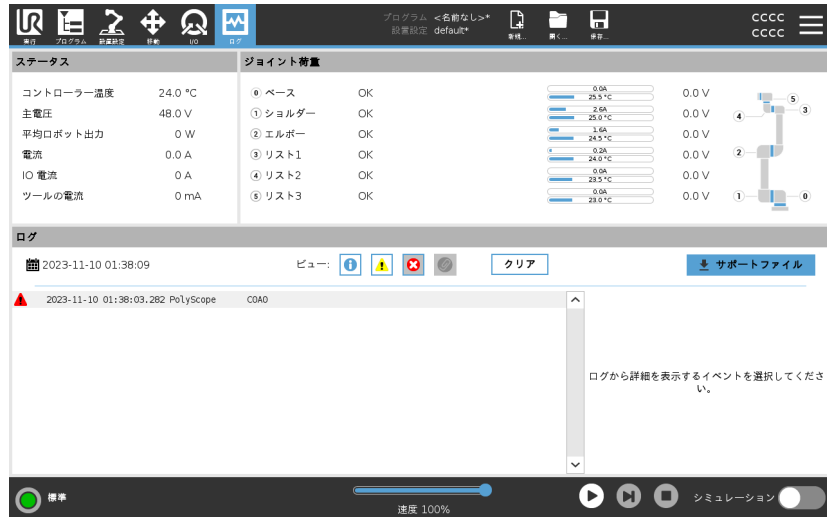 UR
実行 プログラム 設置設定 移動 I/O ログ
プログラム <名前なし>*
設置設定 default*
新規... 開く... 保存...
CCCC
CCCC
ステータス
コントローラー温度 24.0 °C
主電圧 48.0 V
平均ロボット出力 0 W
電流 0.0 A
IO 電流 0 A
ツールの電流 0 mA
ジョイント荷重
0 ベース OK 0.0A 25.5 °C 0.0 V
1 ショルダー OK 2.6A 25.0 °C 0.0 V
2 エルボー OK 1.6A 24.5 °C 0.0 V
3 リスト1 OK 0.2A 24.0 °C 0.0 V
4 リスト2 OK 0.0A 23.5 °C 0.0 V
5 リスト3 OK 0.0A 23.0 °C 0.0 V
5
4 3
2
1 0
ログ
2023-11-10 01:38:09 ビュー: クリア サポートファイル
2023-11-10 01:38:03.282 PolyScope C0A0
ログから詳細を表示するイベントを選択してくださ
い。
標準
速度 100%
シミュレーション